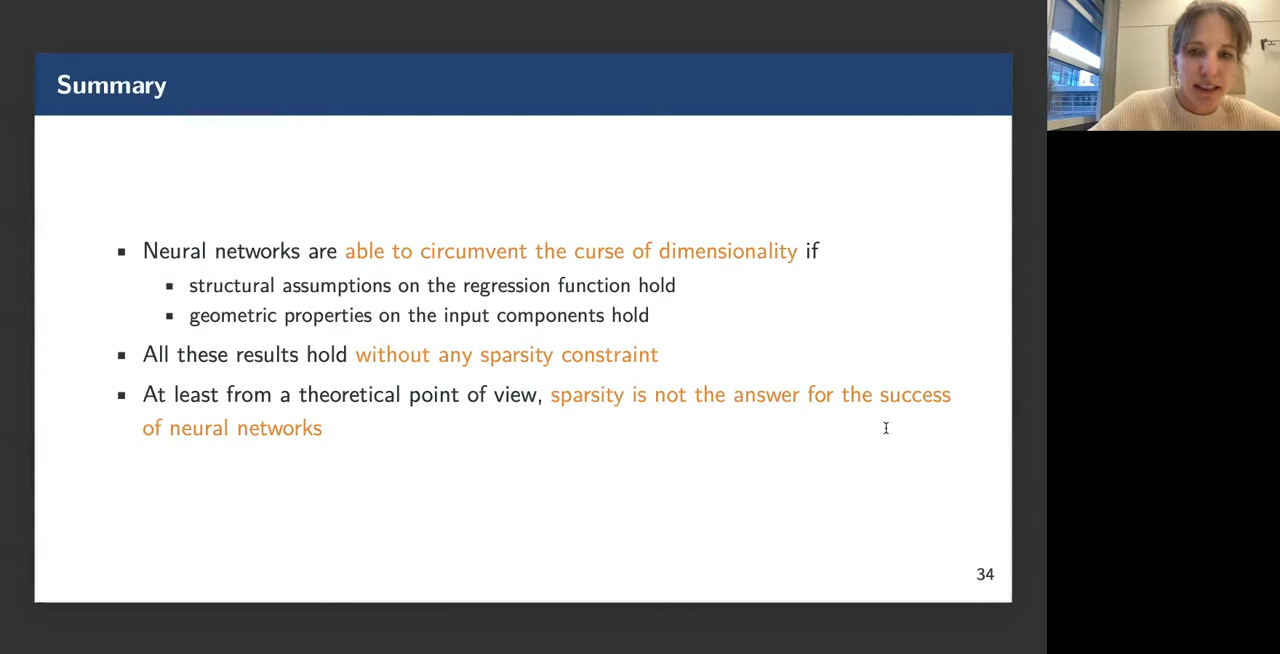 Summary
▪ Neural networks are able to circumvent the curse of dimensionality if
▪ structural assumptions on the regression function hold
▪ geometric properties on the input components hold
▪ All these results hold without any sparsity constraint
▪ At least from a theoretical point of view, sparsity is not the answer for the success
of neural networks
34